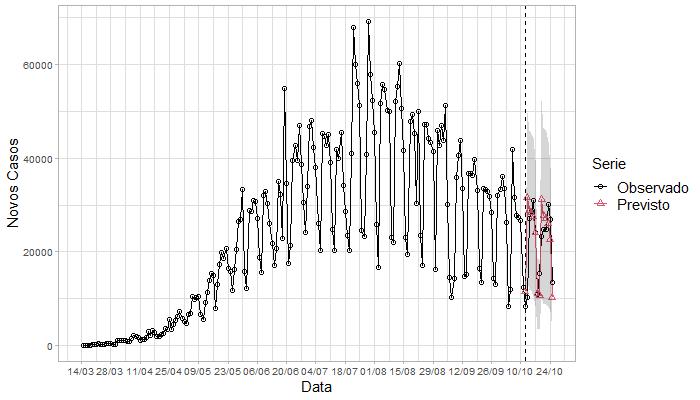 Novos Casos
60000
40000
20000
0
14/03 28/03 11/04 25/04 09/05 23/05 06/06 20/06 04/07 18/07 01/08 15/08 29/08 12/09 26/09 10/10 24/10
Data
Serie
Observado
Previsto